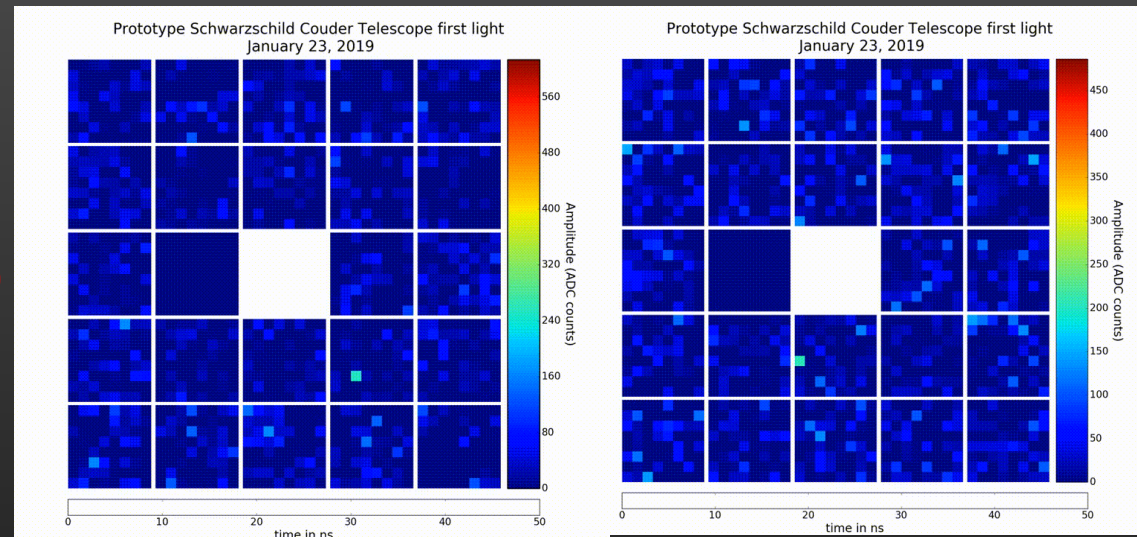 Prototype Schwarzschild Couder Telescope first light
January 23, 2019
560
480
400
320
240
160
80
0
Amplitude (ADC counts)
0 10 20 30 40 50
time in ns
Prototype Schwarzschild Couder Telescope first light
January 23, 2019
450
400
350
300
250
200
150
100
50
0
Amplitude (ADC counts)
0 10 20 30 40 50
time in ns